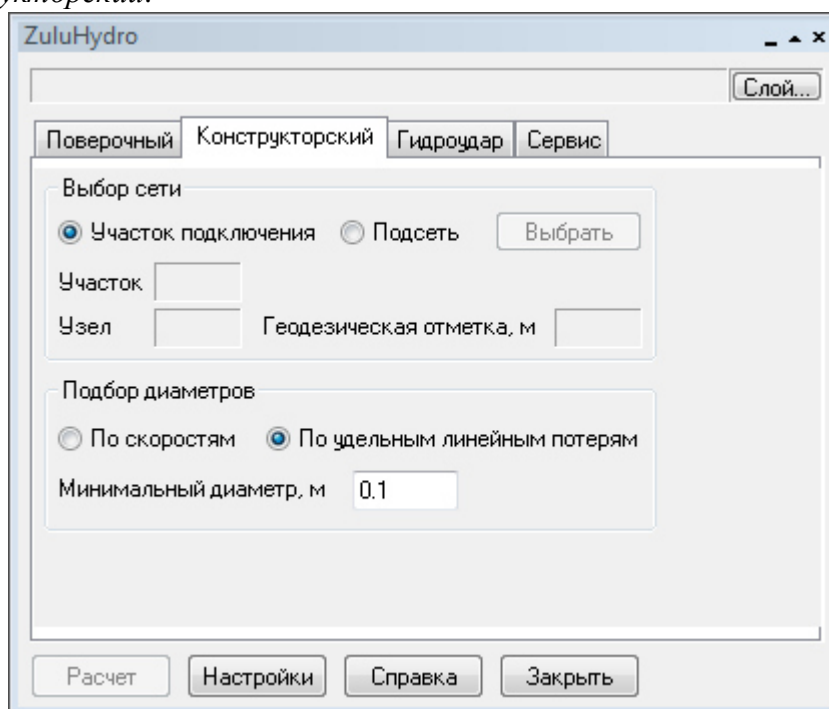 укторский.
ZuluHydro
Слой...
Поверочный Конструкторский Гидроудар Сервис
Выбор сети
Участок подключения Подсеть Выбрать
Участок
Узел Геодезическая отметка, м
Подбор диаметров
По скоростям По удельным линейным потерям
Минимальный диаметр, м 0.1
Расчет Настройки Справка Закрыть